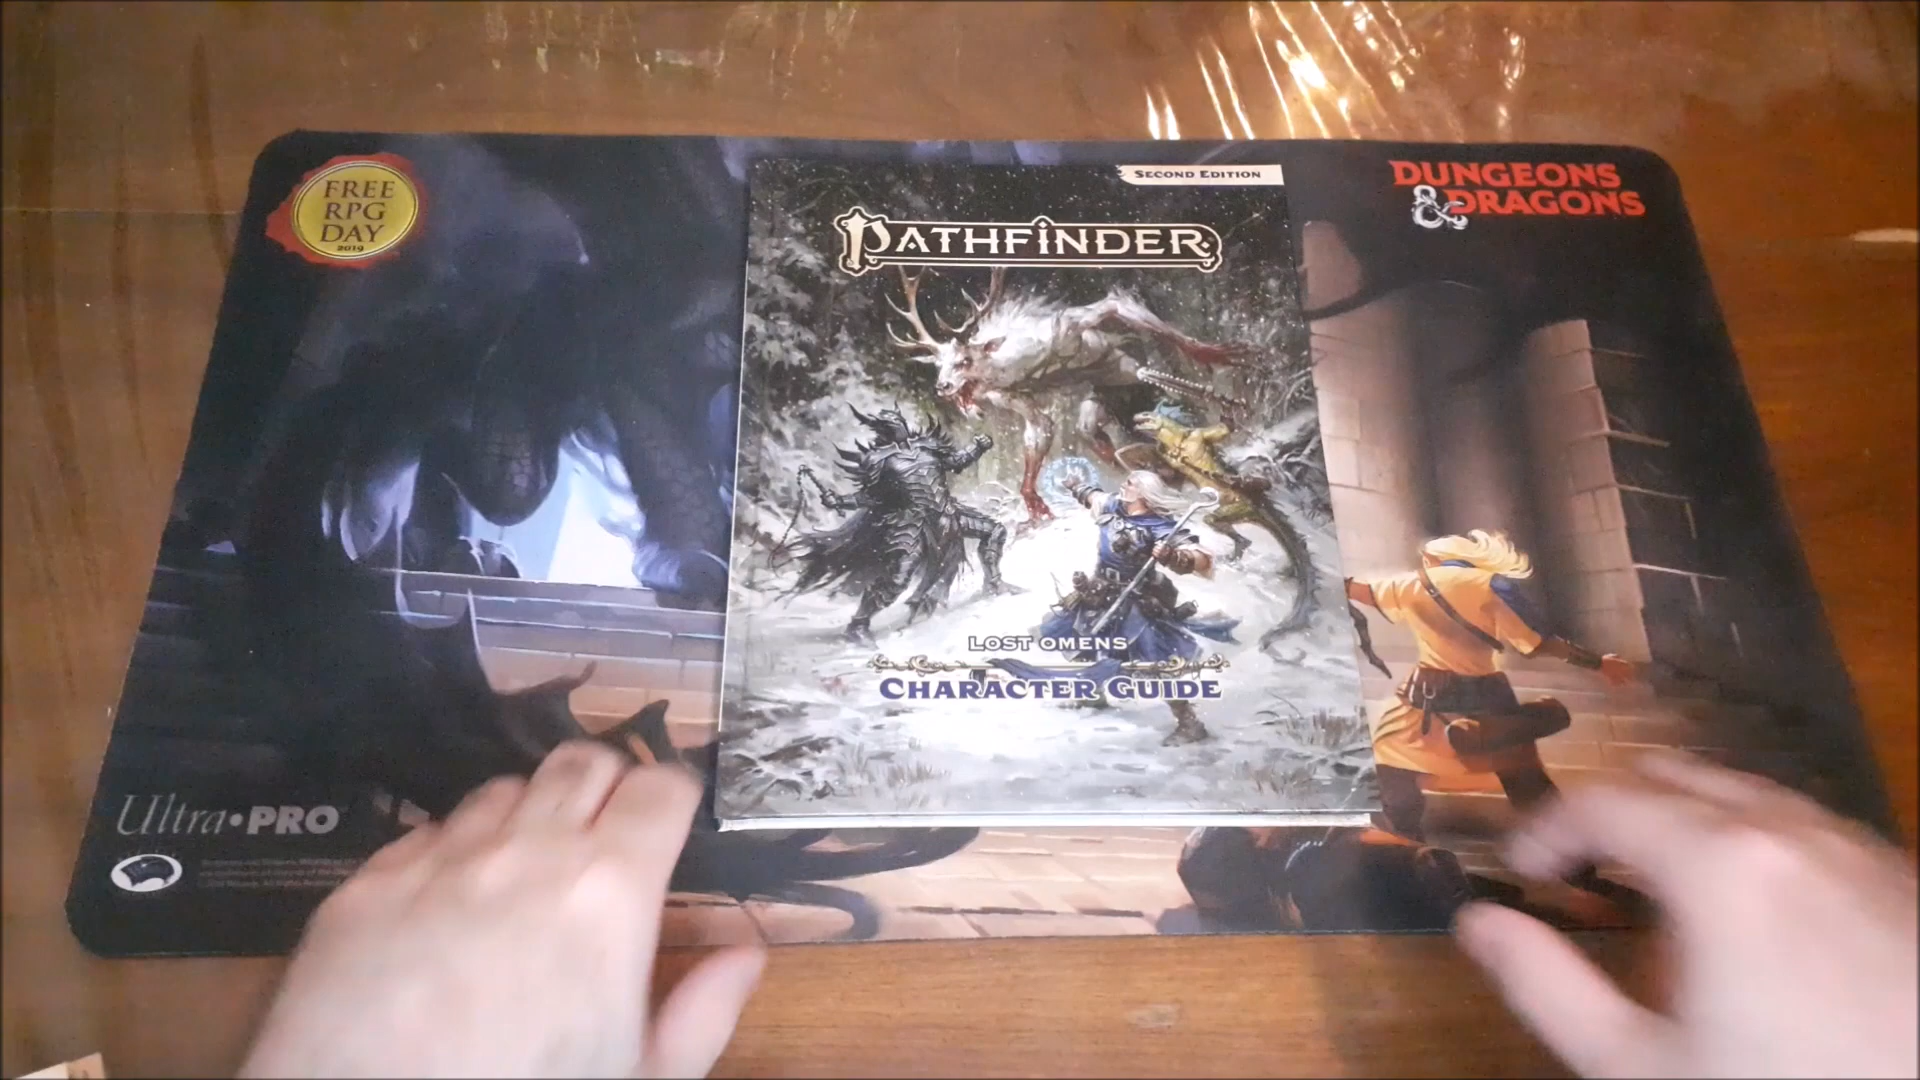 FREE
RPG
DAY
2019
SECOND EDITION
PATHFINDER
DUNGEONS
& DRAGONS
LOST OMENS
CHARACTER GUIDE
Ultra•PRO